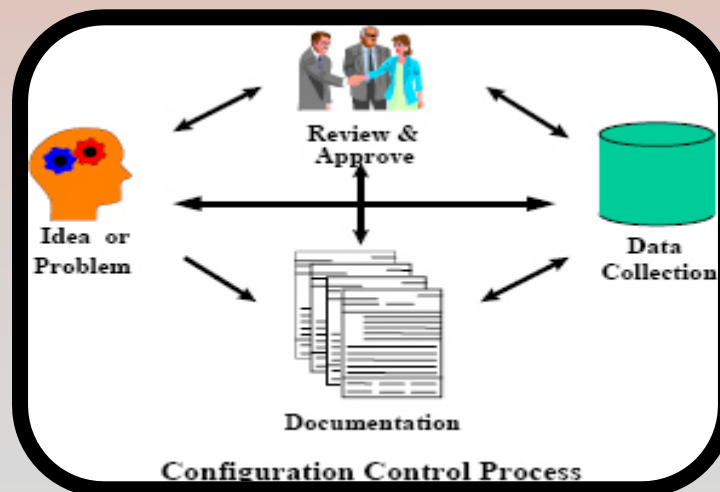 Review &
Approve
Idea or
Problem
Data
Collection
Documentation
Configuration Control Process